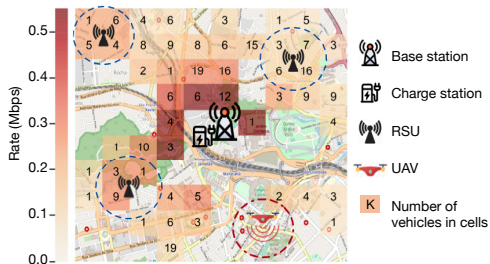 0.5
0.4
0.3
0.2
0.1
0.0
Rate (Mbps)
1 6 4 6 3 1 5
5 4 8 9 8 6 15 3 7 3
2 1 19 16 6 16
6 6 12 3 9 9
4 1 4
1 10 3
1 3 1
9 4 5 2 4 3
1 6 3 1
19
Base station
Charge station
RSU
UAV
K Number of
vehicles in cells